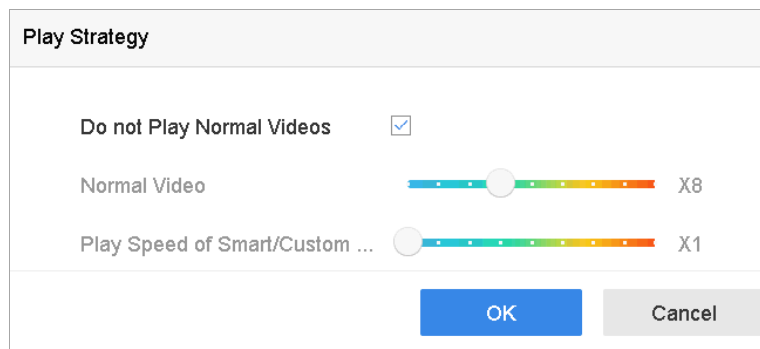 Play Strategy
Do not Play Normal Videos
Normal Video X8
Play Speed of Smart/Custom ... X1
OK Cancel